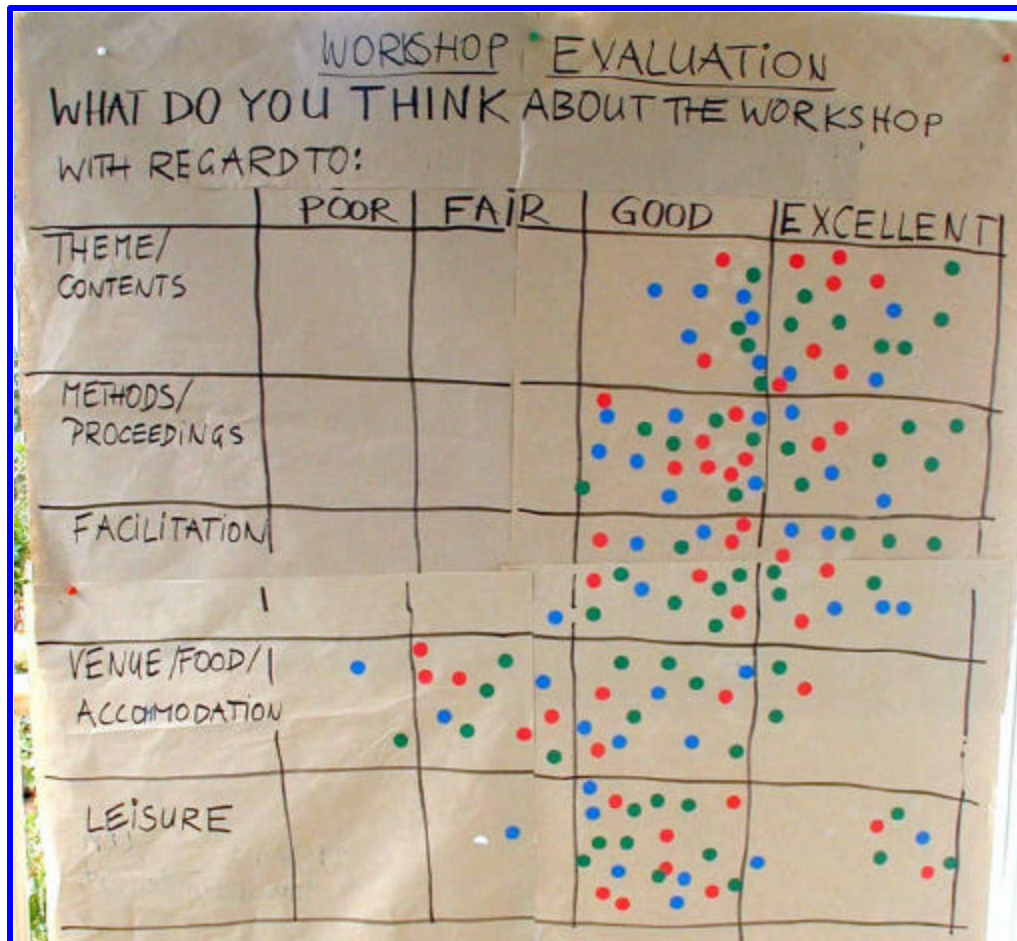 WORKSHOP EVALUATION
WHAT DO YOU THINK ABOUT THE WORKSHOP
WITH REGARD TO:
POOR FAIR GOOD EXCELLENT
THEME/
CONTENTS
METHODS/
PROCEEDINGS
FACILITATION
VENUE/FOOD/
ACCOMODATION
LEISURE